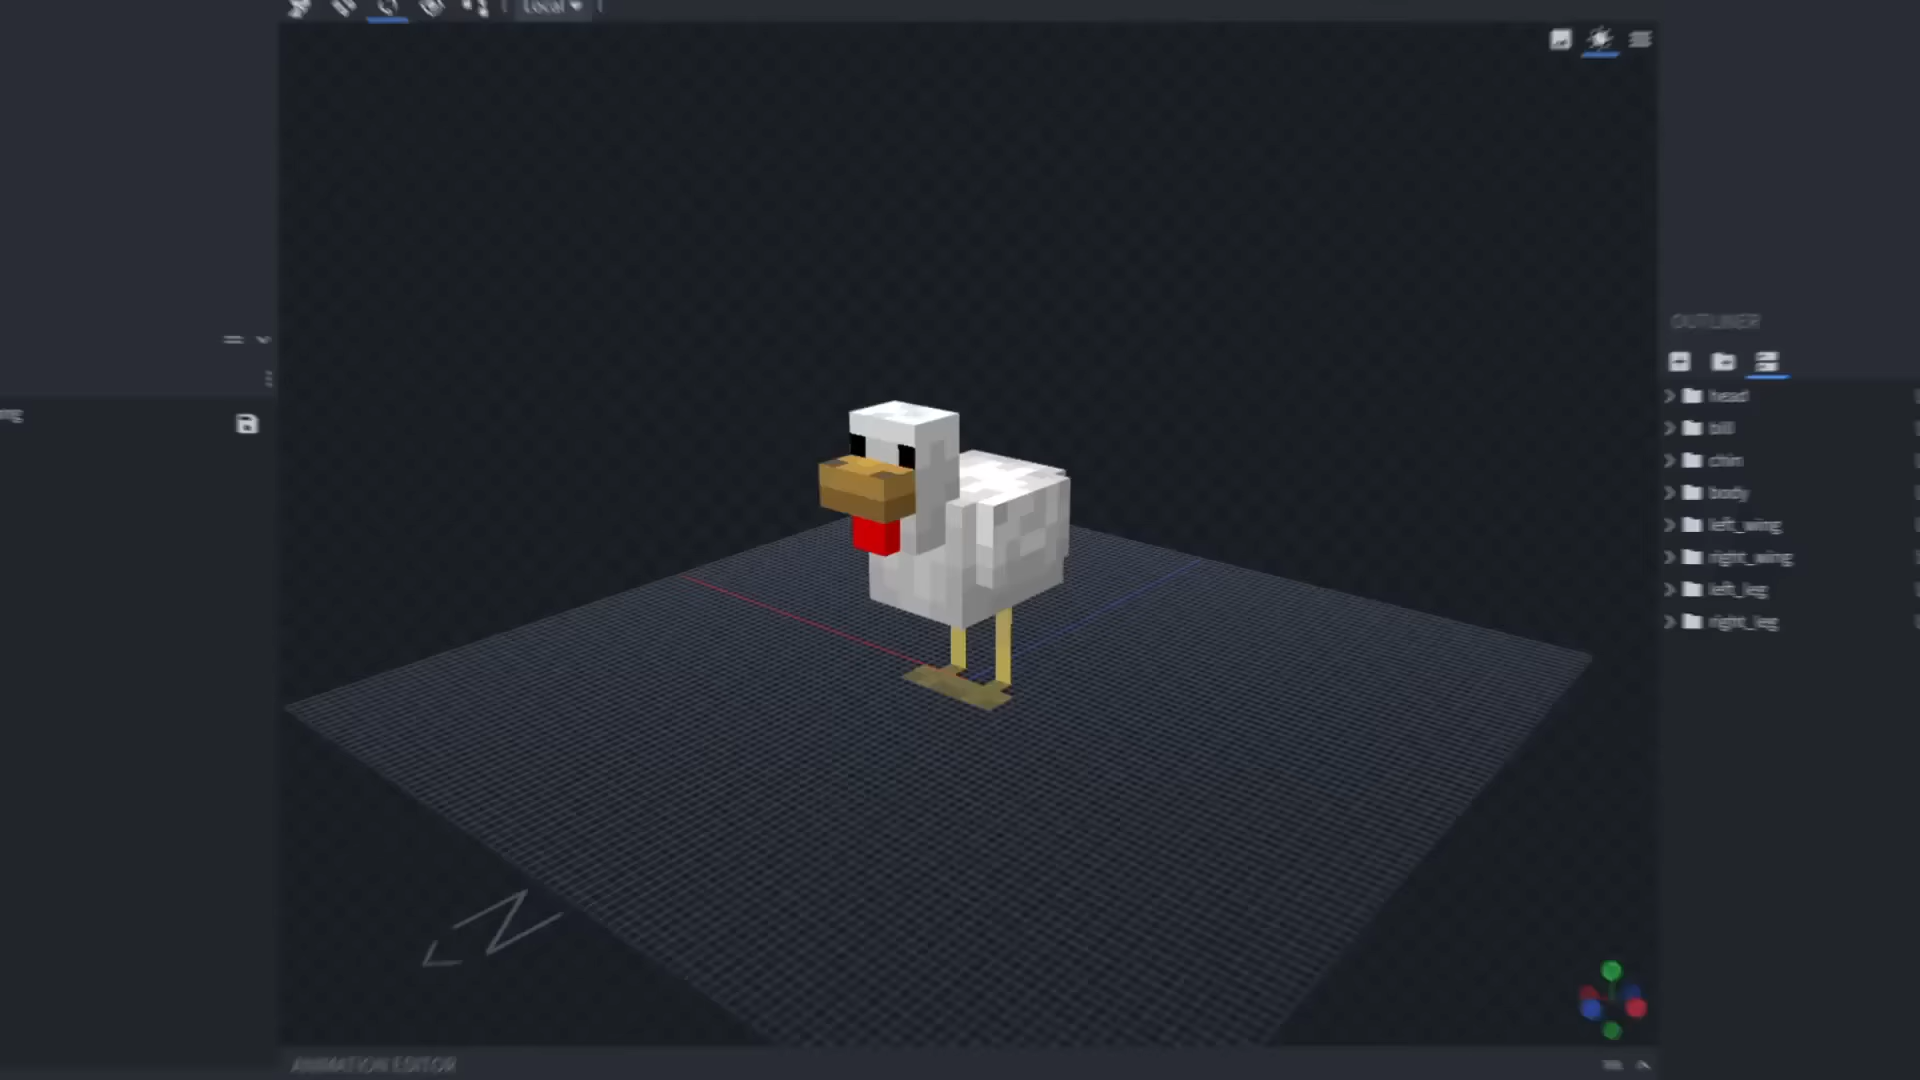 Local
OUTLINER
head
bill
chin
body
left_wing
right_wing
left_leg
right_leg
N
ANIMATION EDITOR